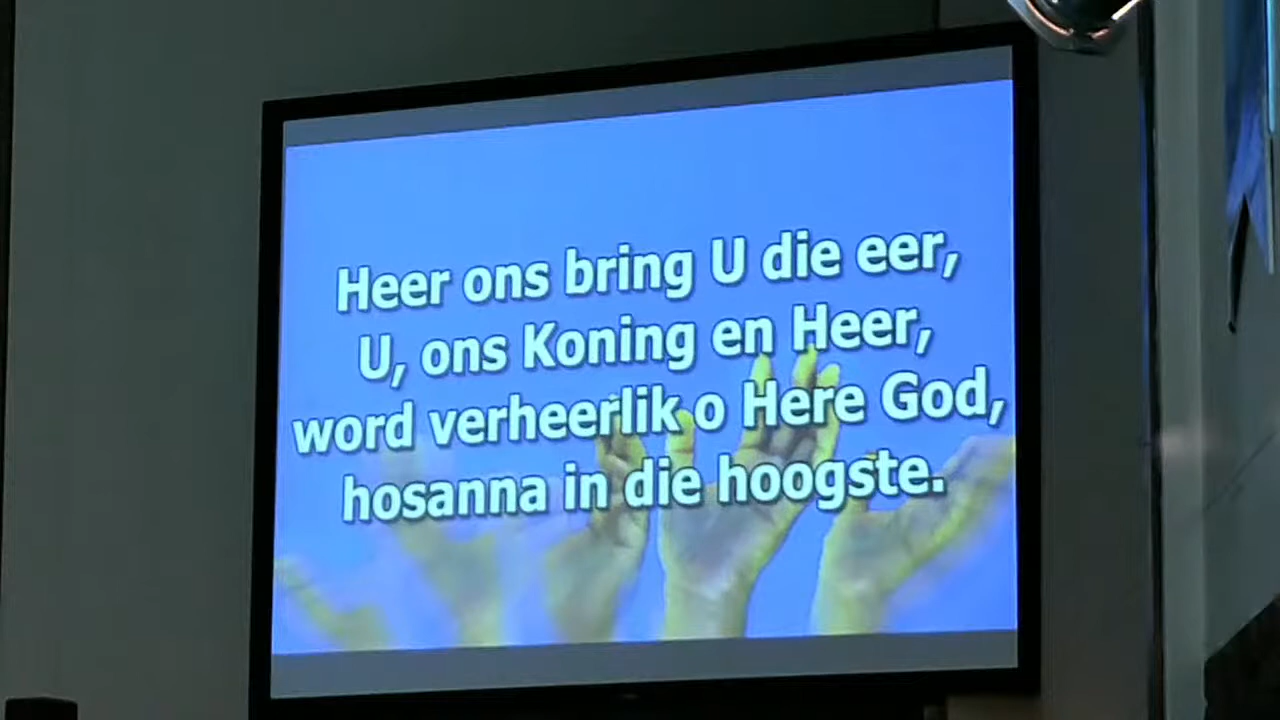 Heer ons bring U die eer,
U, ons Koning en Heer,
word verheerlik o Here God,
hosanna in die hoogste.